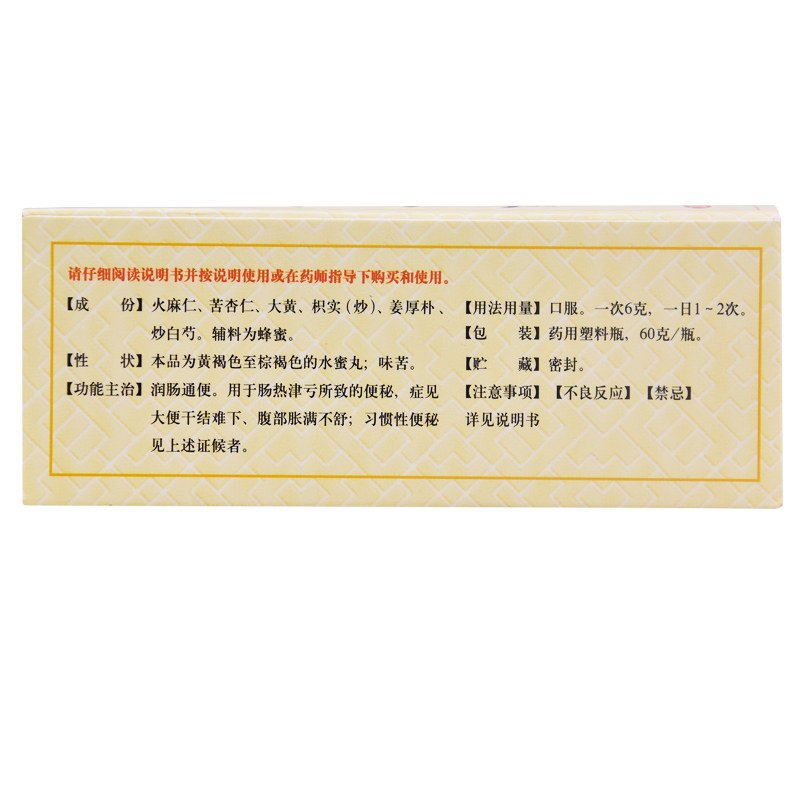 请仔细阅读说明书并按说明使用或在药师指导下购买和使用。
【成　份】火麻仁、苦杏仁、大黄、枳实（炒）、姜厚朴、
炒白芍。辅料为蜂蜜。
【性　状】本品为黄褐色至棕褐色的水蜜丸；味苦。
【功能主治】润肠通便。用于肠热津亏所致的便秘，症见
大便干结难下、腹部胀满不舒；习惯性便秘
见上述证候者。
【用法用量】口服。一次6克，一日1～2次。
【包　装】药用塑料瓶，60克/瓶。
【贮　藏】密封。
【注意事项】【不良反应】【禁忌】
详见说明书